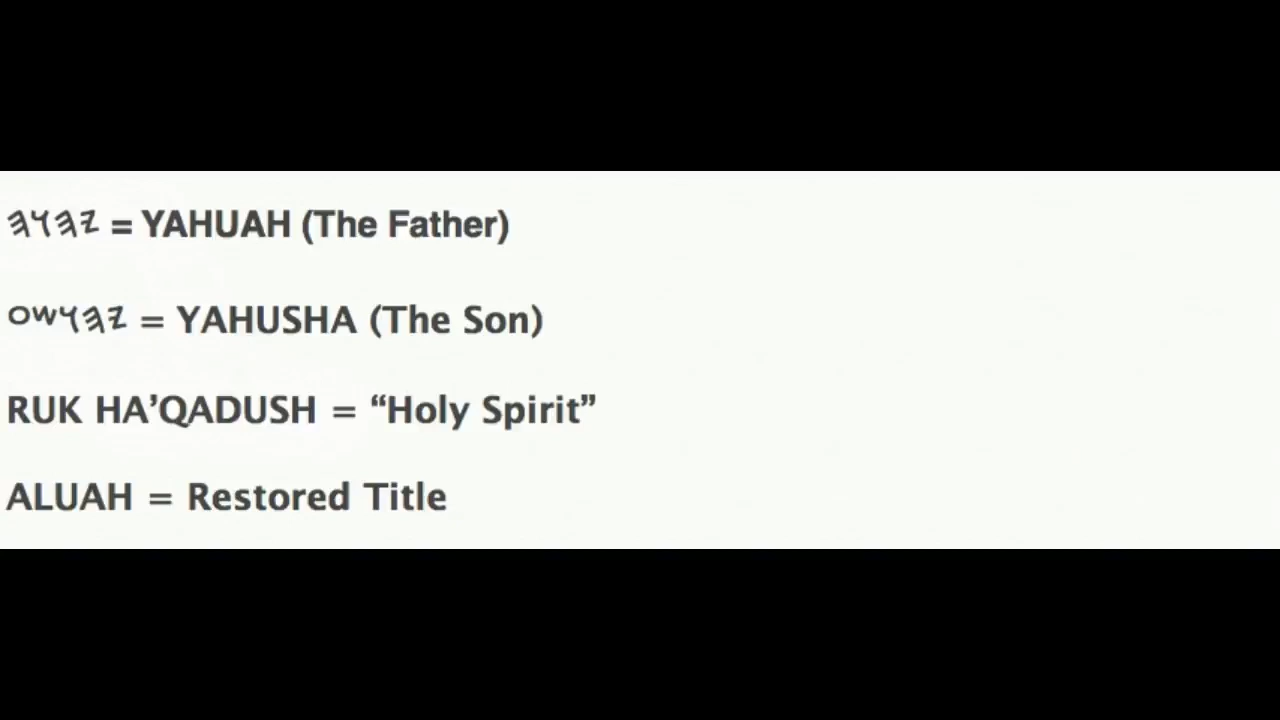 𐤉𐤄𐤅𐤄 = YAHUAH (The Father)
𐤉𐤄𐤅𐤔𐤏 = YAHUSHA (The Son)
RUK HA’QADUSH = “Holy Spirit”
ALUAH = Restored Title